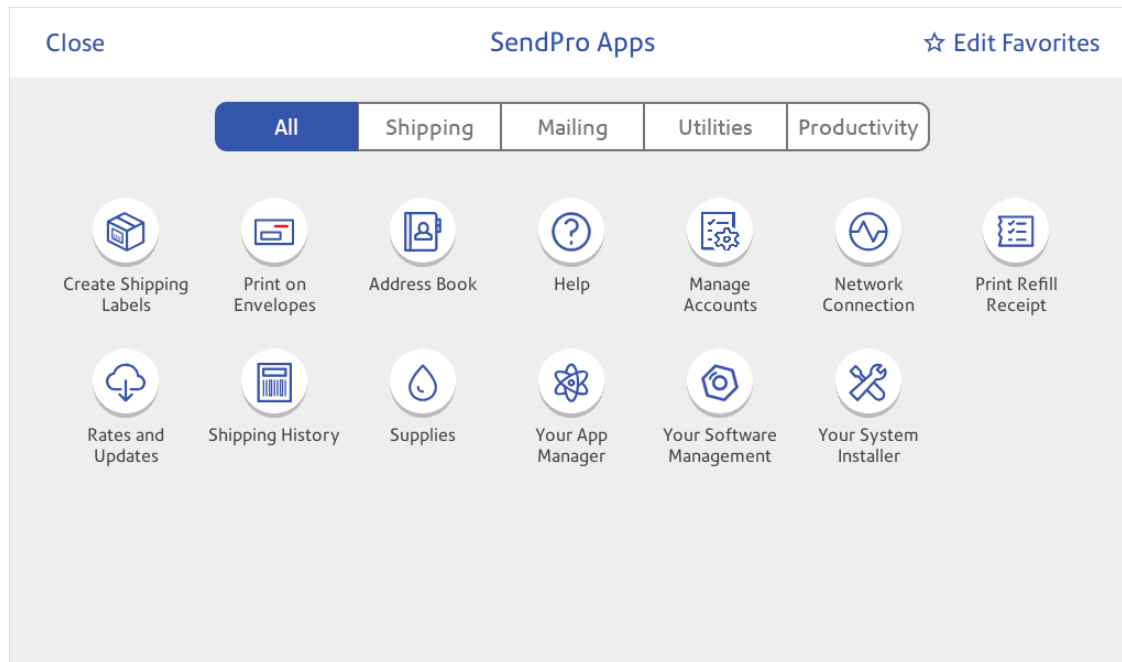 Close SendPro Apps Edit Favorites
All Shipping Mailing Utilities Productivity
Create Shipping Labels
Print on Envelopes
Address Book
Help
Manage Accounts
Network Connection
Print Refill Receipt
Rates and Updates
Shipping History
Supplies
Your App Manager
Your Software Management
Your System Installer